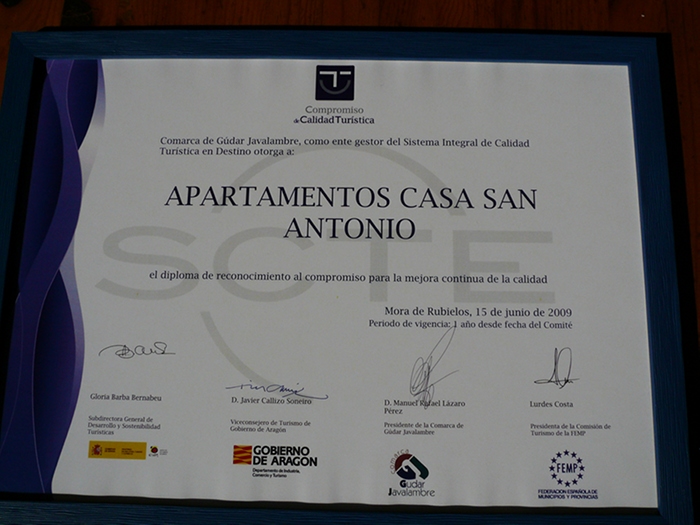 Compromiso
de Calidad Turística
Comarca de Gúdar Javalambre, como ente gestor del Sistema Integral de Calidad
Turística en Destino otorga a:
APARTAMENTOS CASA SAN
ANTONIO
SCTE
el diploma de reconocimiento al compromiso para la mejora continua de la calidad
Mora de Rubielos, 15 de junio de 2009
Periodo de vigencia: 1 año desde fecha del Comité
Gloria Barba Bernabeu
Subdirectora General de
Desarrollo y Sostenibilidad
Turísticas
D. Javier Callizo Soneiro
Viceconsejero de Turismo de
Gobierno de Aragón
D. Manuel Rafael Lázaro
Pérez
Presidente de la Comarca de
Gúdar Javalambre
Lurdes Costa
Presidenta de la Comisión de
Turismo de la FEMP
GOBIERNO
DE ARAGON
Departamento de Industria,
Comercio y Turismo
comarca
Gúdar
Javalambre
FEMP
FEDERACIÓN ESPAÑOLA DE
MUNICIPIOS Y PROVINCIAS